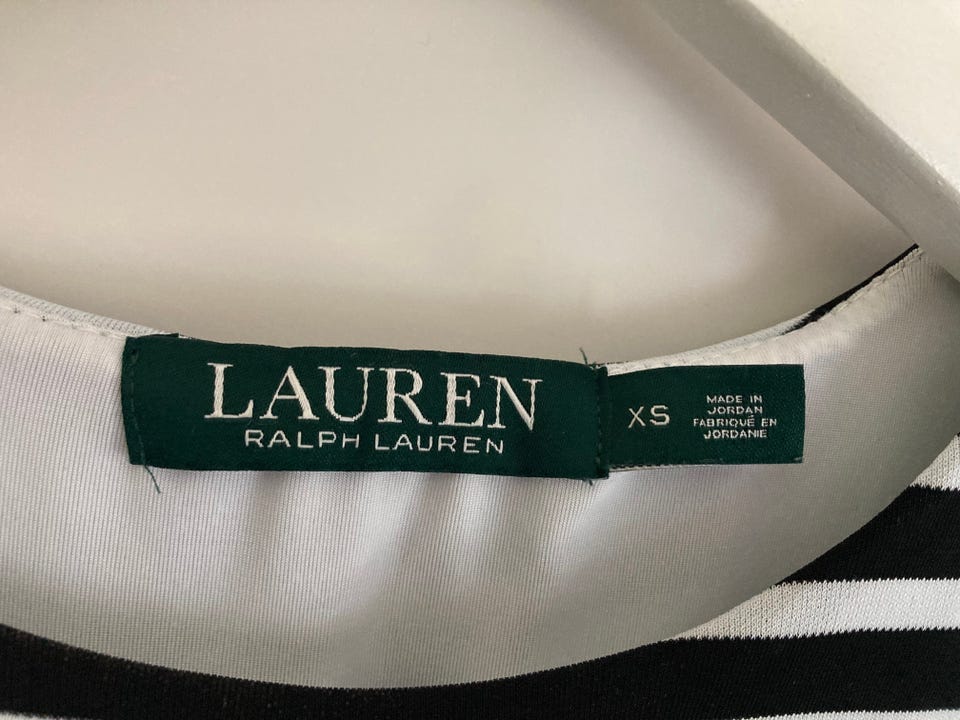 LAUREN
RALPH LAUREN
XS
MADE IN
JORDAN
FABRIQUÉ EN
JORDANIE